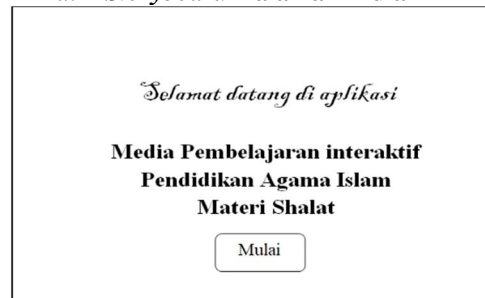 Selamat datang di aplikasi
Media Pembelajaran interaktif
Pendidikan Agama Islam
Materi Shalat
Mulai